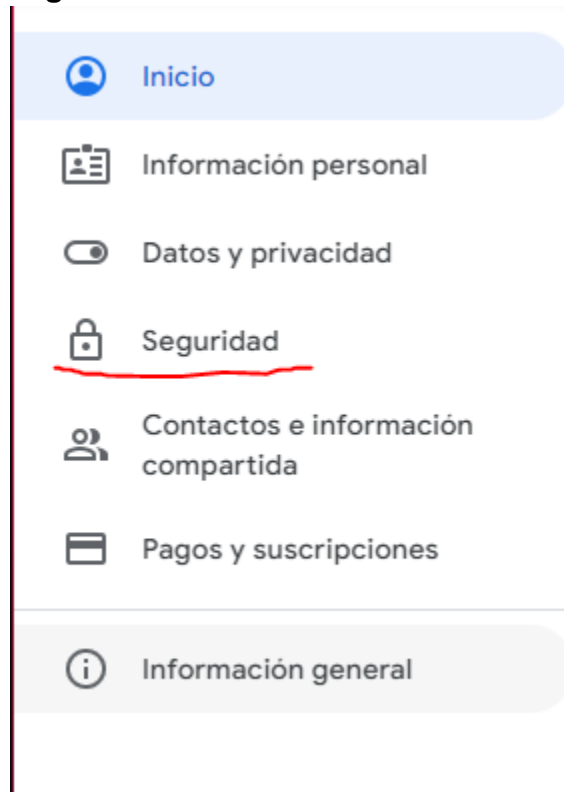 Inicio
Información personal
Datos y privacidad
Seguridad
Contactos e información
compartida
Pagos y suscripciones
Información general